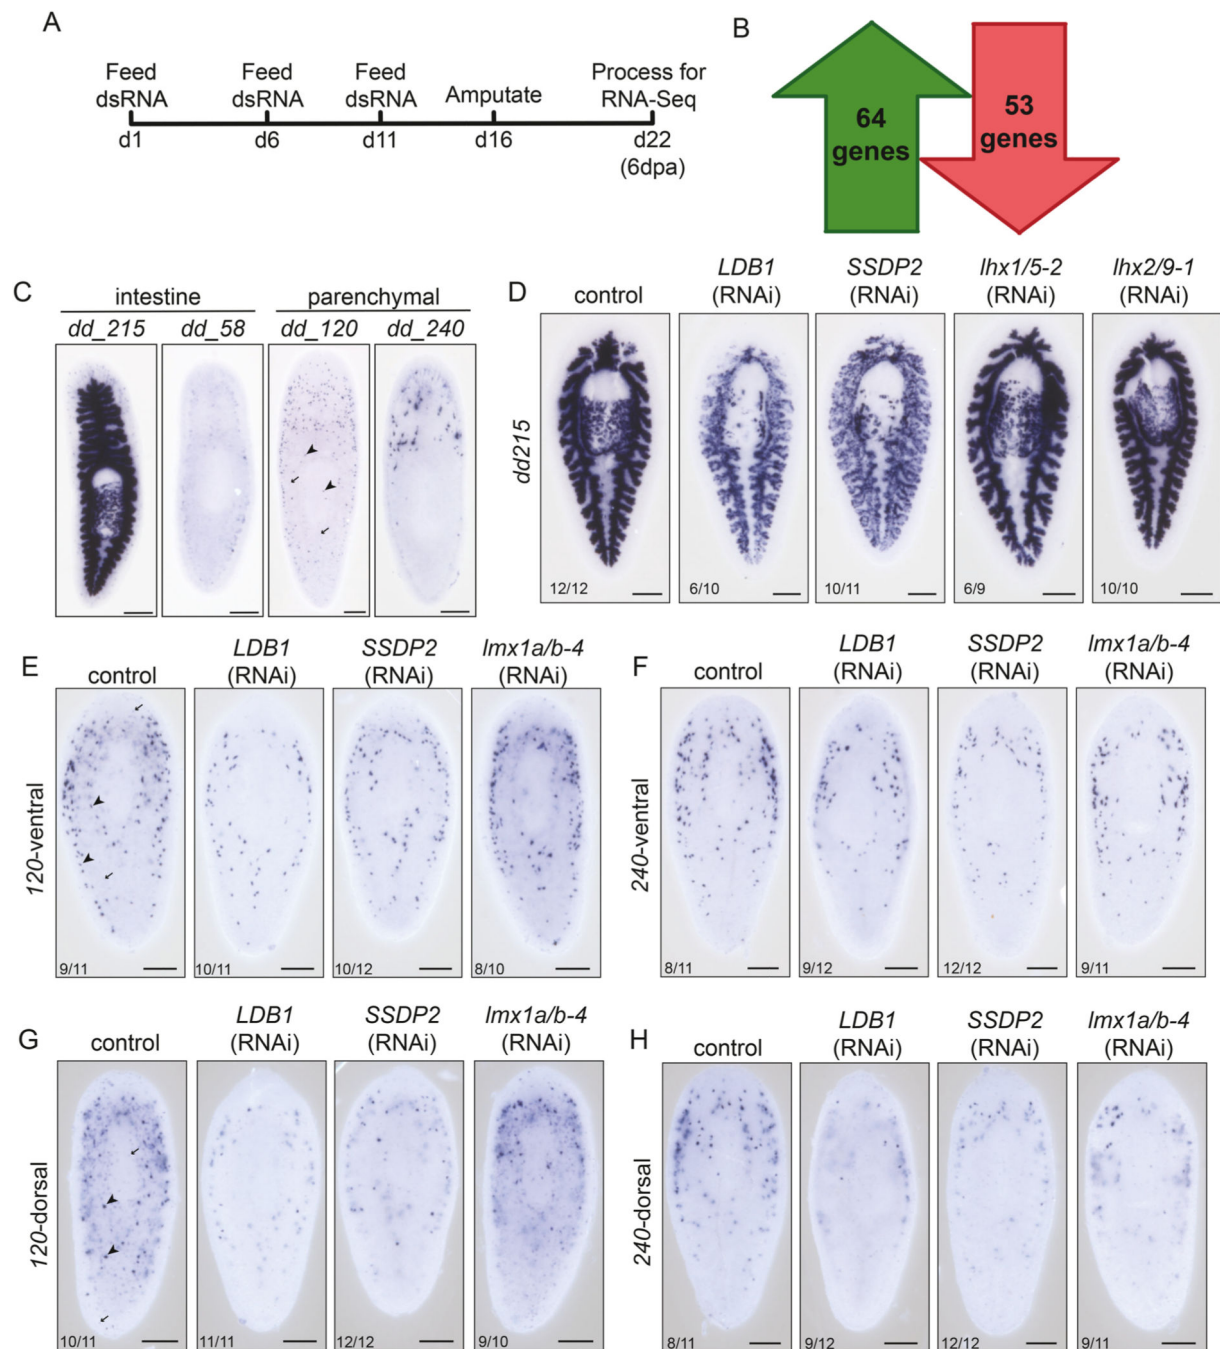 A
Feed
dsRNA
Feed
dsRNA
Feed
dsRNA
Amputate
Process for
RNA-Seq
d1
d6
d11
d16
d22
(6dpa)
B
64
genes
53
genes
C
intestine
parenchymal
dd_215
dd_58
dd_120
dd_240
D
control
LDB1
(RNAi)
SSDP2
(RNAi)
lhx1/5-2
(RNAi)
lhx2/9-1
(RNAi)
dd215
12/12
6/10
10/11
6/9
10/10
E
control
LDB1
(RNAi)
SSDP2
(RNAi)
lmx1a/b-4
(RNAi)
120-ventral
9/11
10/11
10/12
8/10
F
control
LDB1
(RNAi)
SSDP2
(RNAi)
lmx1a/b-4
(RNAi)
240-ventral
8/11
9/12
12/12
9/11
G
control
LDB1
(RNAi)
SSDP2
(RNAi)
lmx1a/b-4
(RNAi)
120-dorsal
10/11
11/11
12/12
9/10
H
control
LDB1
(RNAi)
SSDP2
(RNAi)
lmx1a/b-4
(RNAi)
240-dorsal
8/11
9/12
12/12
9/11